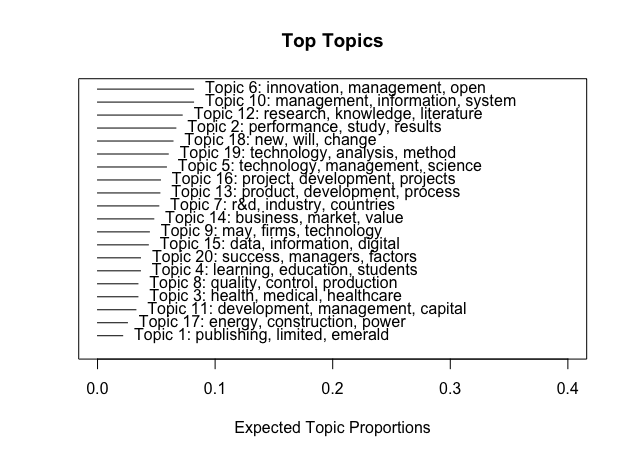 Top Topics
Topic 6: innovation, management, open
Topic 10: management, information, system
Topic 12: research, knowledge, literature
Topic 2: performance, study, results
Topic 18: new, will, change
Topic 19: technology, analysis, method
Topic 5: technology, management, science
Topic 16: project, development, projects
Topic 13: product, development, process
Topic 7: r&d, industry, countries
Topic 14: business, market, value
Topic 9: may, firms, technology
Topic 15: data, information, digital
Topic 20: success, managers, factors
Topic 4: learning, education, students
Topic 8: quality, control, production
Topic 3: health, medical, healthcare
Topic 11: development, management, capital
Topic 17: energy, construction, power
Topic 1: publishing, limited, emerald
0.0 0.1 0.2 0.3 0.4
Expected Topic Proportions